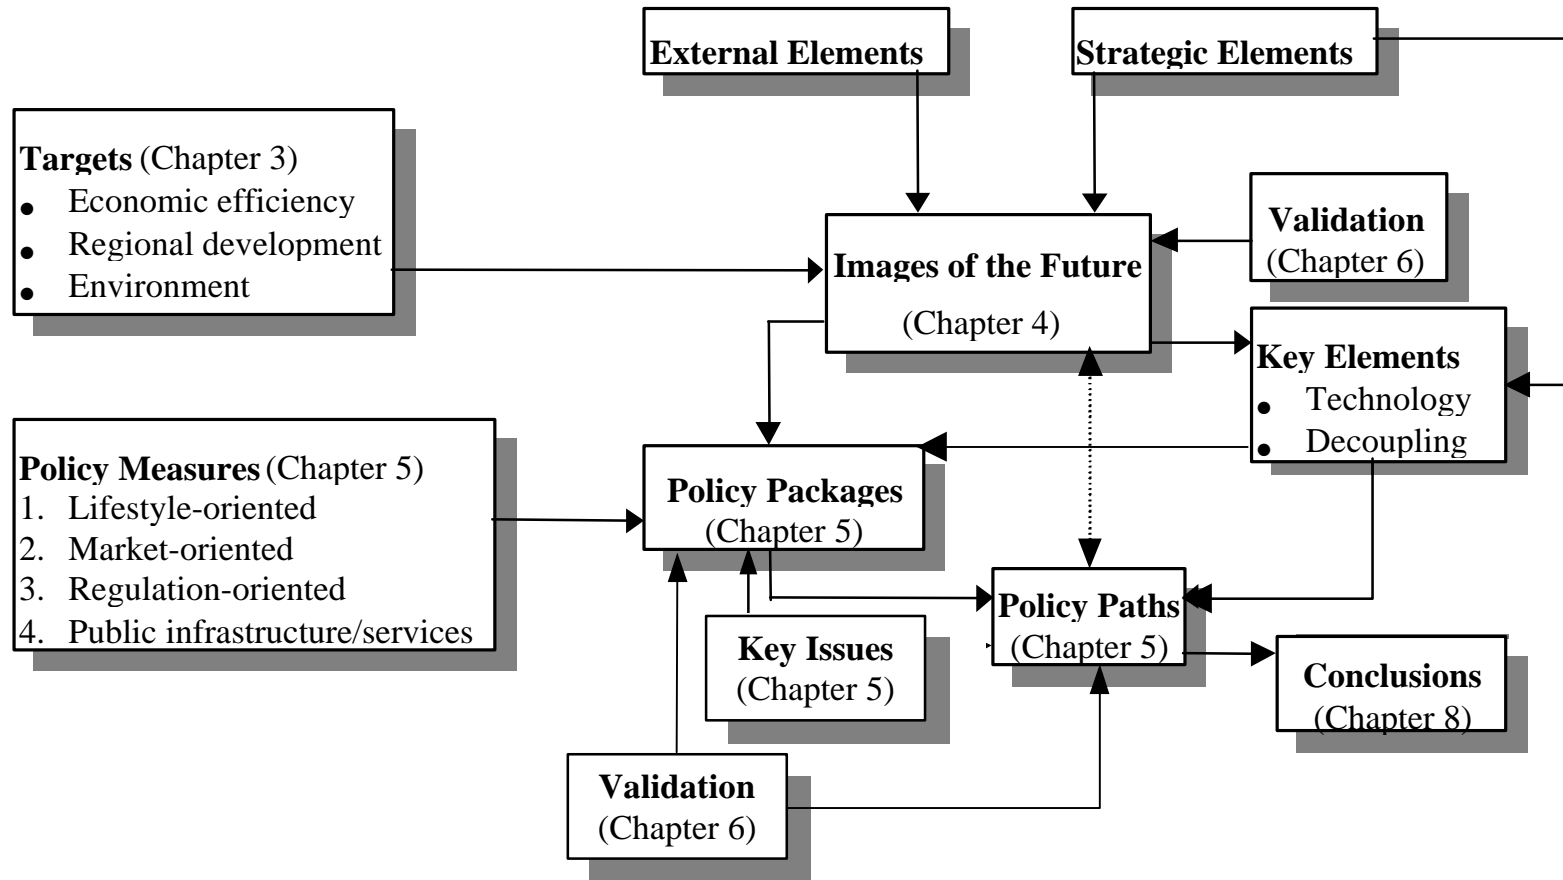 External Elements
Strategic Elements
Targets (Chapter 3)
• Economic efficiency
• Regional development
• Environment
Validation
(Chapter 6)
Images of the Future
(Chapter 4)
Key Elements
• Technology
• Decoupling
Policy Measures (Chapter 5)
1. Lifestyle-oriented
2. Market-oriented
3. Regulation-oriented
4. Public infrastructure/services
Policy Packages
(Chapter 5)
Policy Paths
(Chapter 5)
Key Issues
(Chapter 5)
Conclusions
(Chapter 8)
Validation
(Chapter 6)